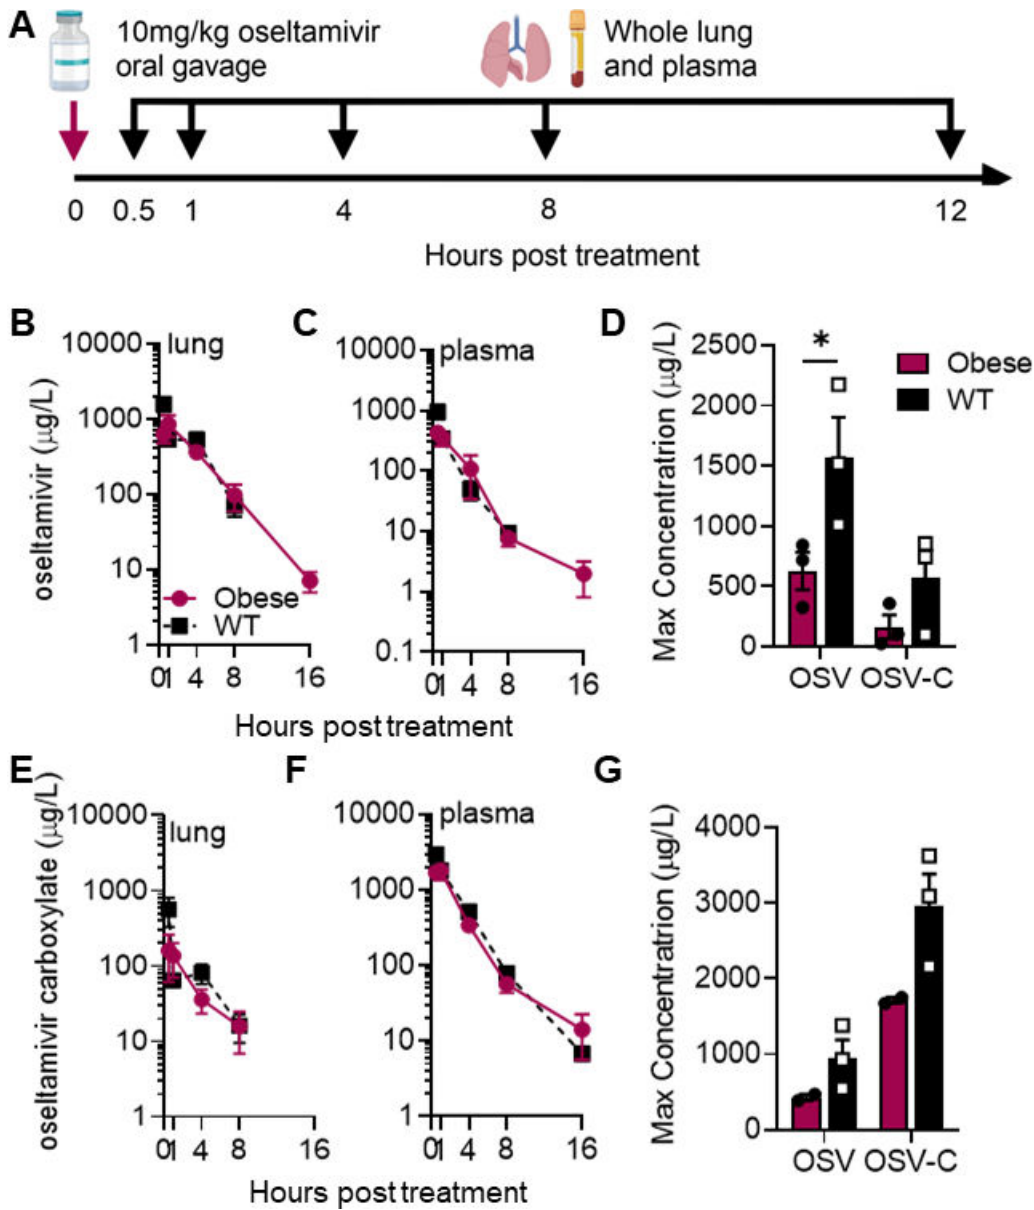 A
10mg/kg oseltamivir
oral gavage
Whole lung
and plasma
0 0.5 1 4 8 12
Hours post treatment
B
lung
oseltamivir (μg/L)
10000
1000
100
10
1
Obese
WT
0 1 4 8 16
C
plasma
10000
1000
100
10
1
0.1
0 1 4 8 16
Hours post treatment
D
Max Concentratrion (μg/L)
2500
2000
1500
1000
500
0
*
Obese
WT
OSV OSV-C
E
lung
oseltamivir carboxylate (μg/L)
10000
1000
100
10
1
0 1 4 8 16
F
plasma
10000
1000
100
10
1
0 1 4 8 16
Hours post treatment
G
Max Concentratrion (μg/L)
4000
3000
2000
1000
0
OSV OSV-C